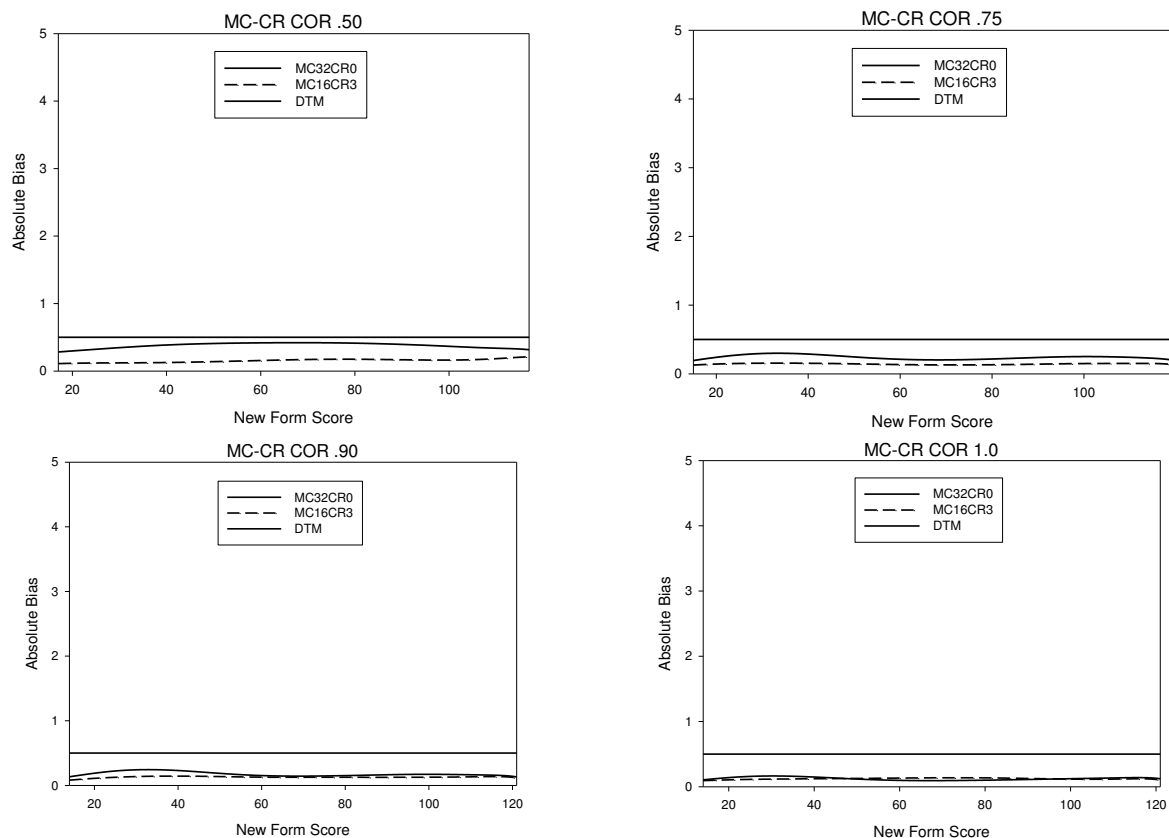 MC-CR COR .50
5
4
3
2
1
0
Absolute Bias
MC32CR0
MC16CR3
DTM
20
40
60
80
100
New Form Score
MC-CR COR .75
5
4
3
2
1
0
Absolute Bias
MC32CR0
MC16CR3
DTM
20
40
60
80
100
New Form Score
MC-CR COR .90
5
4
3
2
1
0
Absolute Bias
MC32CR0
MC16CR3
DTM
20
40
60
80
100
120
New Form Score
MC-CR COR 1.0
5
4
3
2
1
0
Absolute Bias
MC32CR0
MC16CR3
DTM
20
40
60
80
100
120
New Form Score